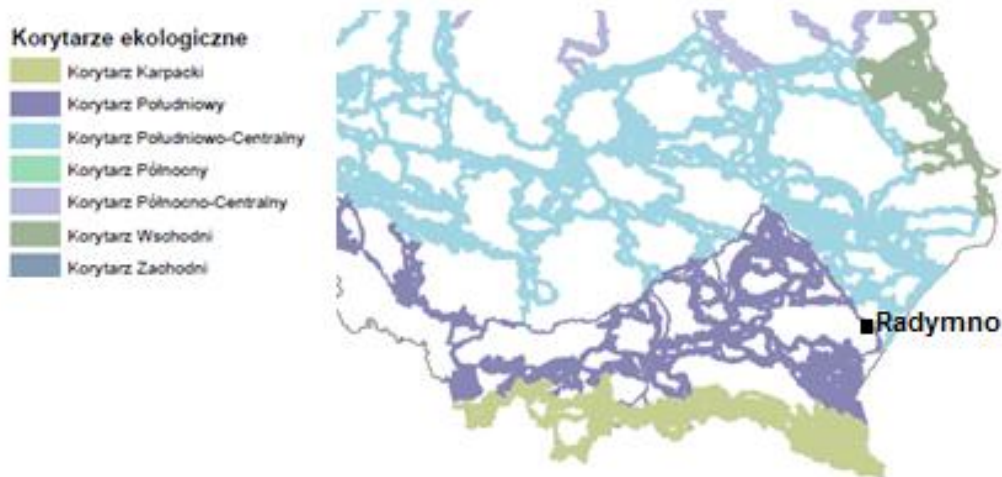 Korytarze ekologiczne
Korytarz Karpacki
Korytarz Południowy
Korytarz Południowo-Centralny
Korytarz Północny
Korytarz Północno-Centralny
Korytarz Wschodni
Korytarz Zachodni
Radymno